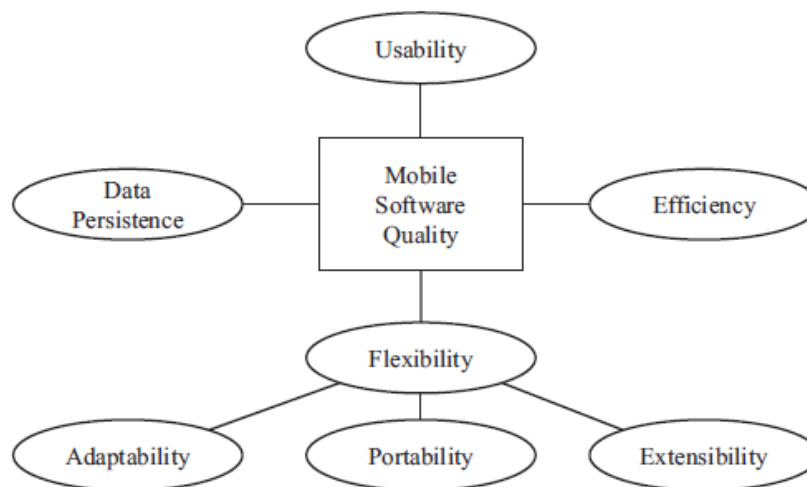 Usability
Data
Persistence
Mobile
Software
Quality
Efficiency
Flexibility
Adaptability
Portability
Extensibility